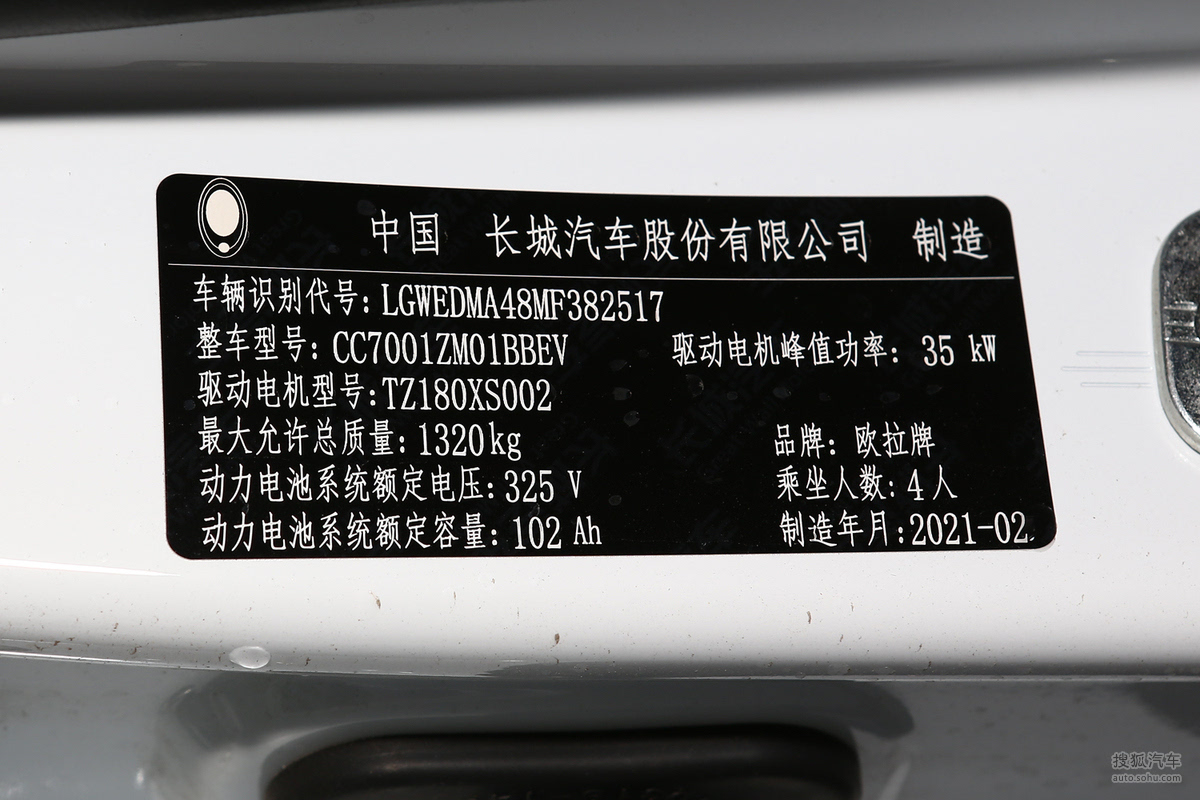 中国 长城汽车股份有限公司 制造
车辆识别代号:LGWEDMA48MF382517
整车型号:CC7001ZM01BBEV 驱动电机峰值功率: 35 kW
驱动电机型号:TZ180XS002
最大允许总质量:1320kg 品牌: 欧拉牌
动力电池系统额定电压:325 V 乘坐人数:4人
动力电池系统额定容量:102 Ah 制造年月:2021-02
搜狐汽车
auto.sohu.com